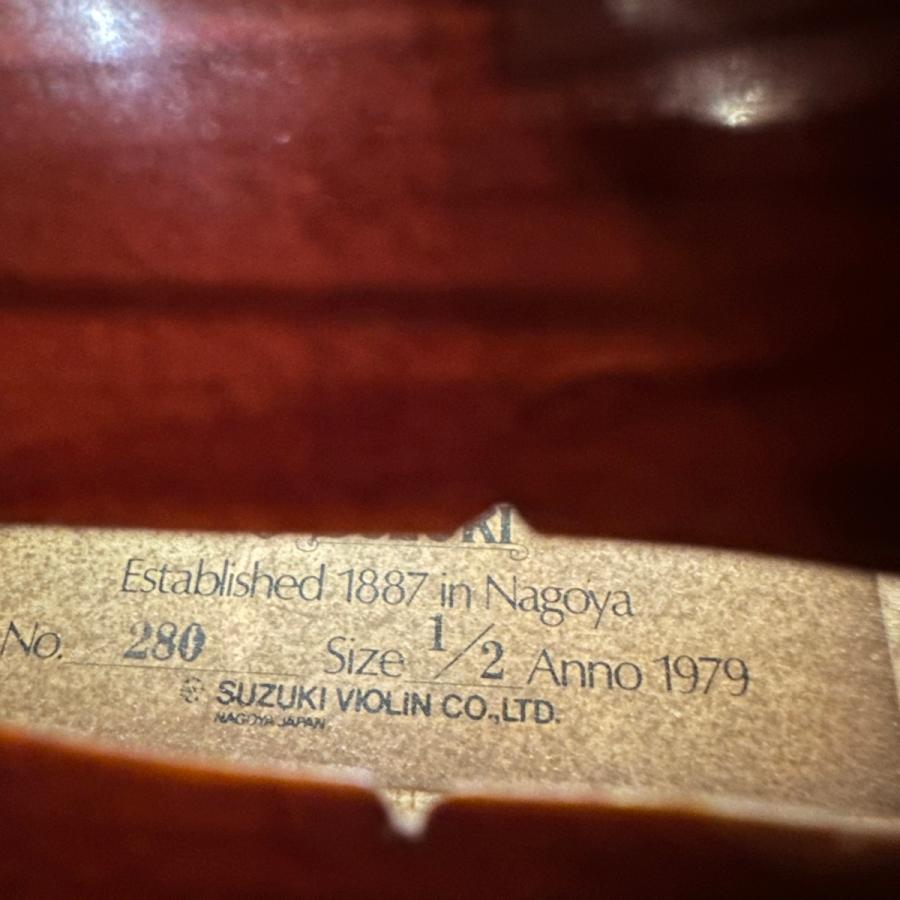 Established 1887 in Nagoya
No. 280 Size 1/2 Anno 1979
SUZUKI VIOLIN CO.,LTD.
NAGOYA JAPAN